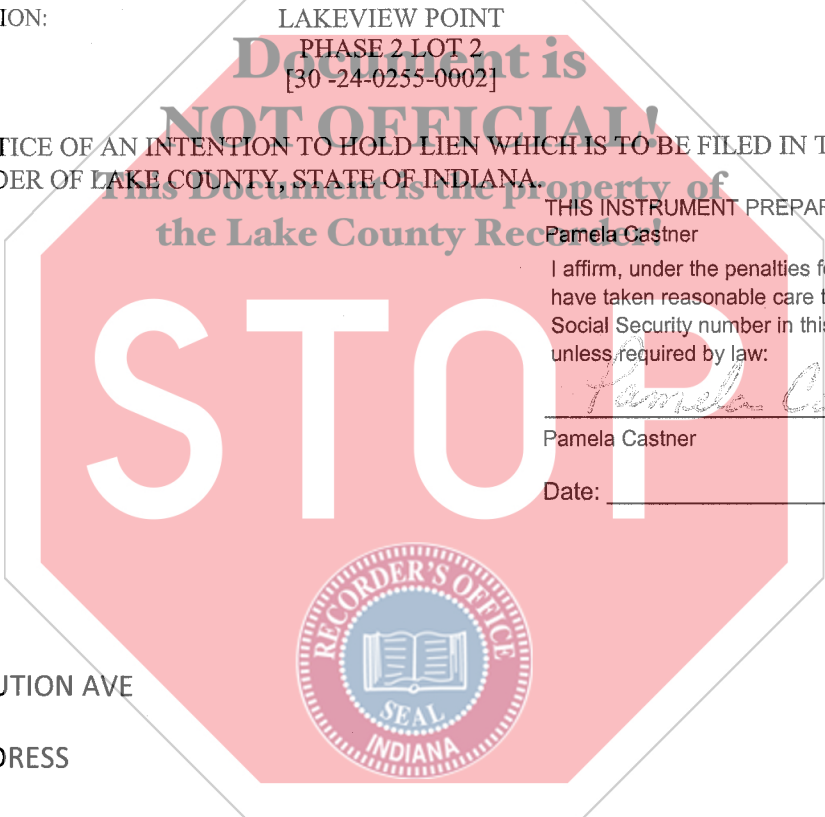 ION:
LAKEVIEW POINT
PHASE 2 LOT 2
[30 -24-0255-0002]
Document is
NOT OFFICIAL!
TICE OF AN INTENTION TO HOLD LIEN WHICH IS TO BE FILED IN T
DER OF LAKE COUNTY, STATE OF INDIANA.
This Document is the property of
the Lake County Recorder!
THIS INSTRUMENT PREPAR
Pamela Castner
I affirm, under the penalties f
have taken reasonable care t
Social Security number in this
unless required by law:
Pamela C
Pamela Castner
Date:
STOP
RECORDER'S OFFICE
SEAL
INDIANA
UTION AVE
DRESS